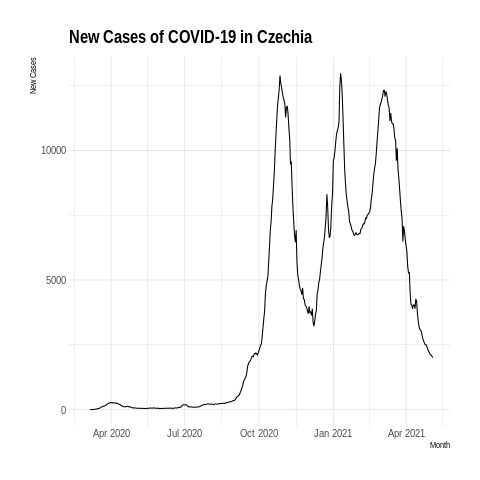 New Cases of COVID-19 in Czechia
New Cases
10000
5000
0
Apr 2020 Jul 2020 Oct 2020 Jan 2021 Apr 2021
Month